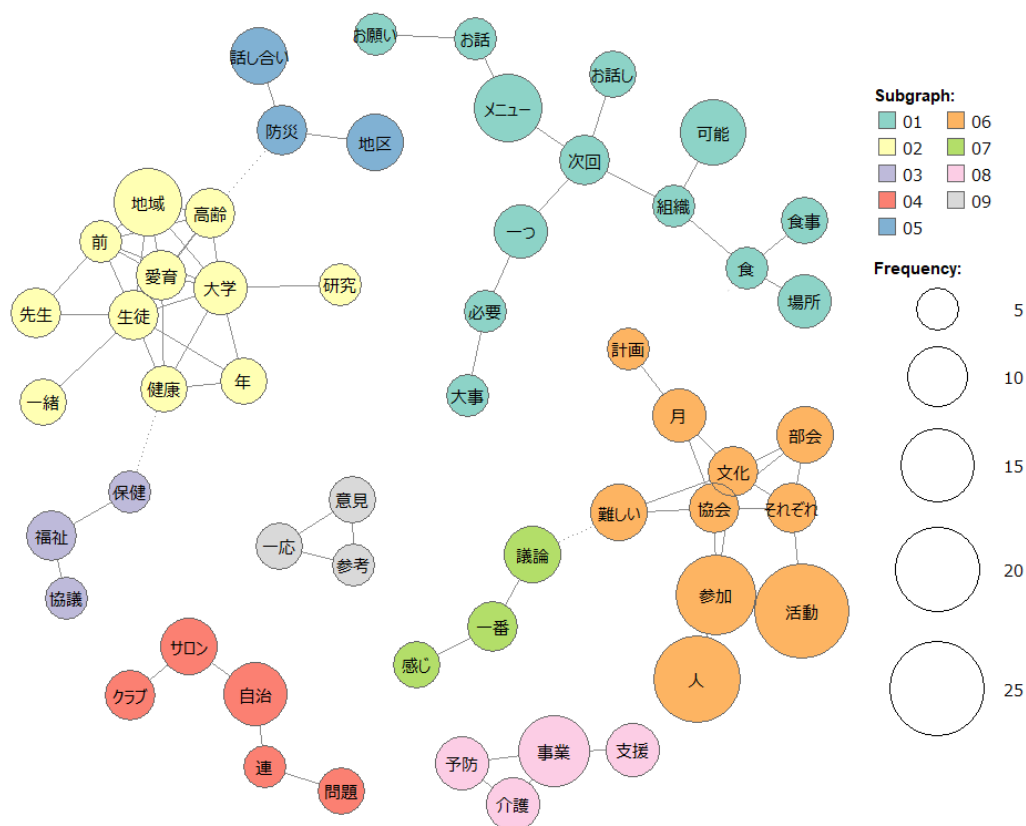 お願い
お話
話し合い
お話し
メニュー
防災
地区
可能
次回
地域
高齢
組織
食事
前
一つ
愛育
食
大学
研究
場所
先生
生徒
必要
計画
健康
年
一緒
大事
月
部会
文化
保健
意見
難しい
協会
それぞれ
福祉
一応
参考
議論
協議
参加
活動
一番
サロン
感じ
人
クラブ
自治
事業
支援
連
予防
問題
介護
Subgraph:
01
06
02
07
03
08
04
09
05
Frequency:
5
10
15
20
25